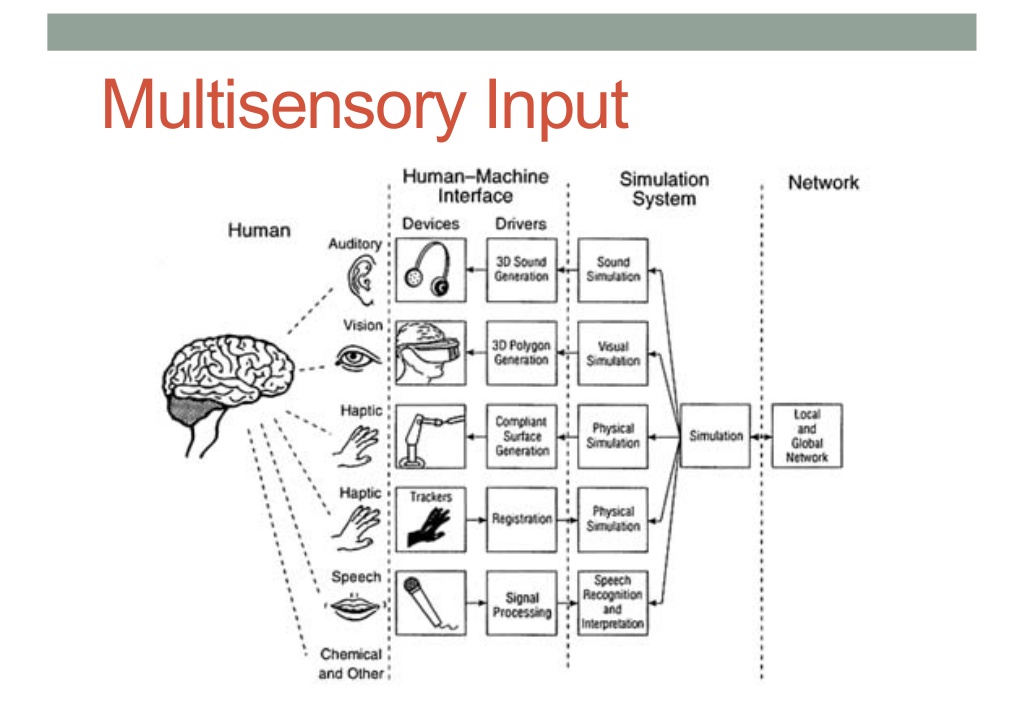 Multisensory Input
Human–Machine
Interface
Simulation
System
Network
Human
Devices
Drivers
Auditory
3D Sound
Generation
Sound
Simulation
Vision
3D Polygon
Generation
Visual
Simulation
Haptic
Compliant
Surface
Generation
Physical
Simulation
Simulation
Local
and
Global
Network
Haptic
Trackers
Registration
Physical
Simulation
Speech
Signal
Processing
Speech
Recognition
and
Interpretation
Chemical
and Other